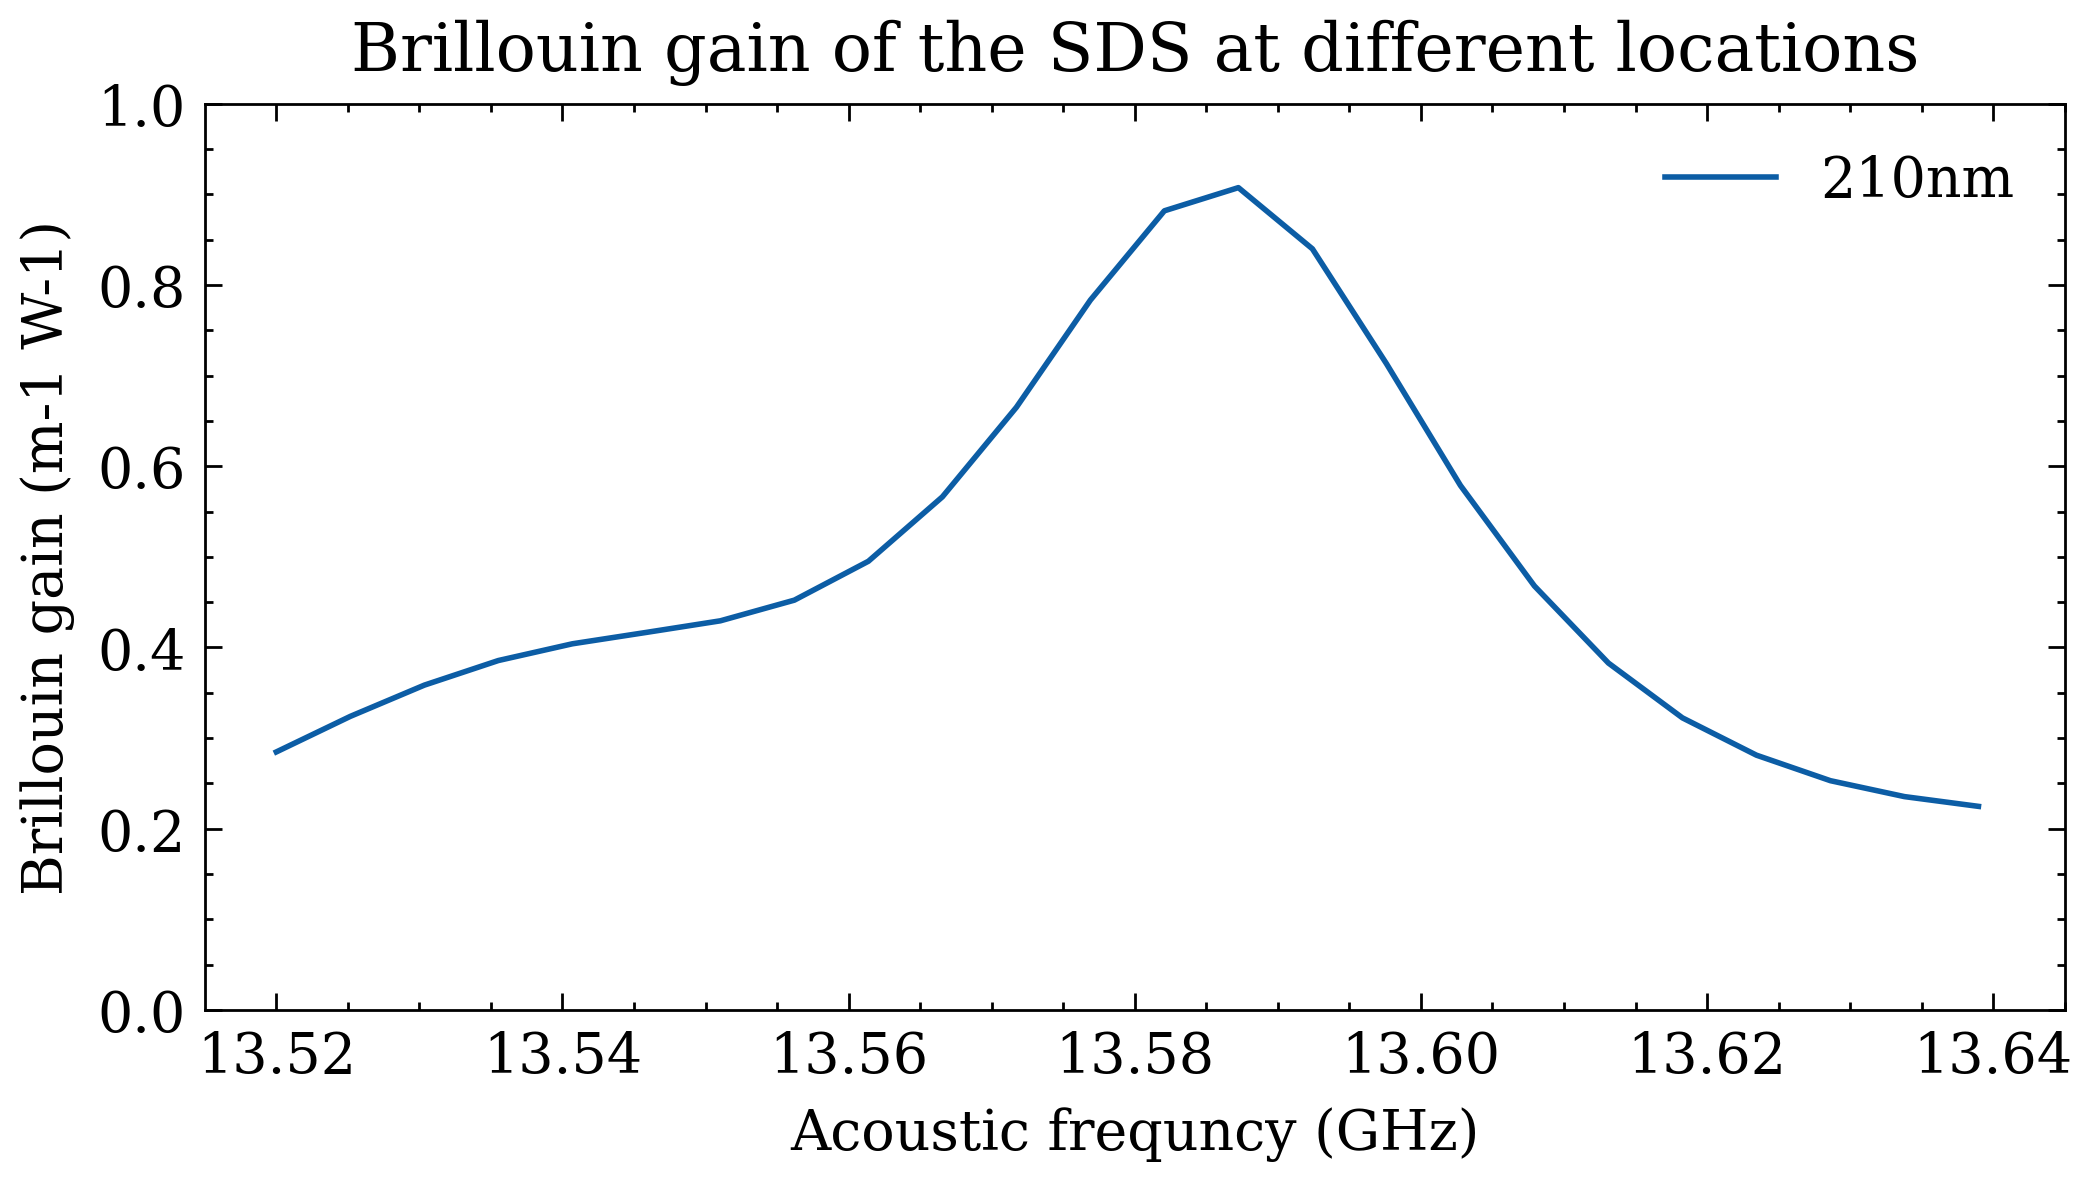 Brillouin gain of the SDS at different locations
1.0
0.8
0.6
0.4
0.2
0.0
Brillouin gain (m-1 W-1)
210nm
13.52 13.54 13.56 13.58 13.60 13.62 13.64
Acoustic frequncy (GHz)